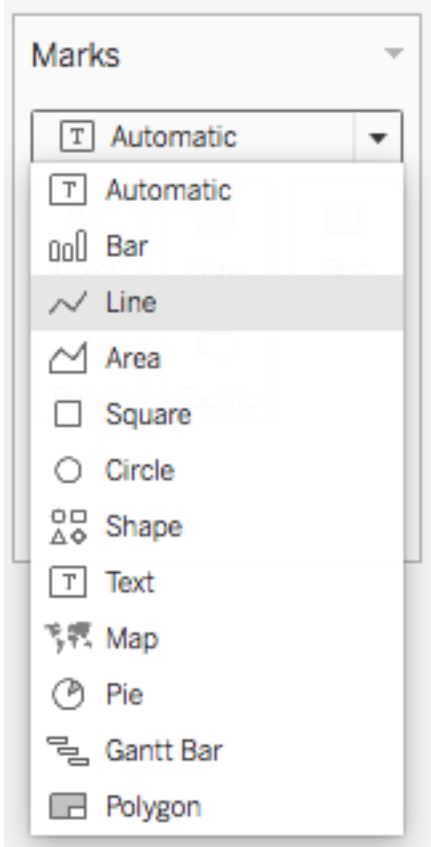 Marks
Automatic
Automatic
Bar
Line
Area
Square
Circle
Shape
Text
Map
Pie
Gantt Bar
Polygon